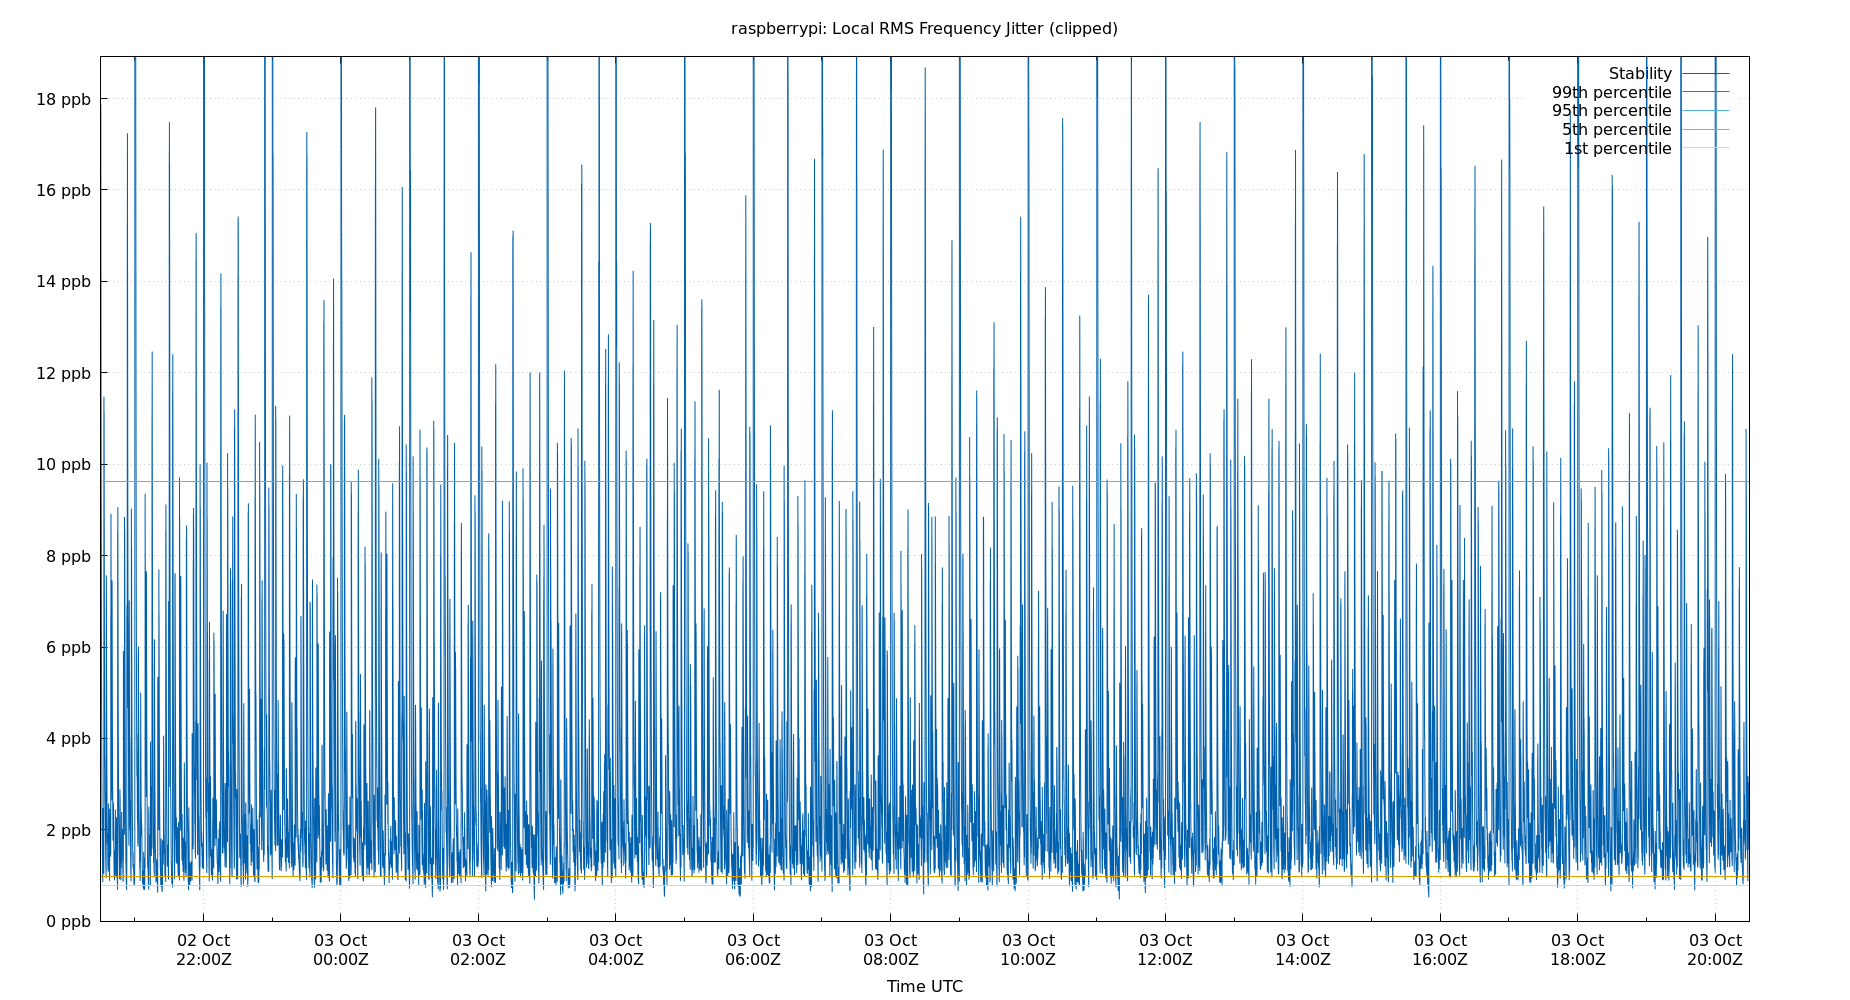 raspberrypi: Local RMS Frequency Jitter (clipped)
Stability
99th percentile
95th percentile
5th percentile
1st percentile
18 ppb
16 ppb
14 ppb
12 ppb
10 ppb
8 ppb
6 ppb
4 ppb
2 ppb
0 ppb
02 Oct 03 Oct 03 Oct 03 Oct 03 Oct 03 Oct 03 Oct 03 Oct 03 Oct 03 Oct 03 Oct 03 Oct
22:00Z 00:00Z 02:00Z 04:00Z 06:00Z 08:00Z 10:00Z 12:00Z 14:00Z 16:00Z 18:00Z 20:00Z
Time UTC